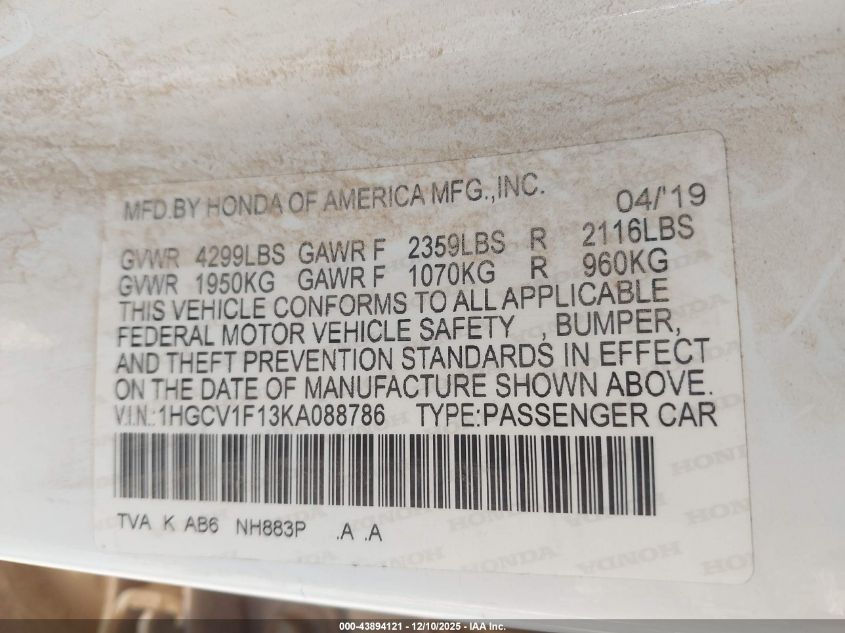 MFD.BY HONDA OF AMERICA MFG.,INC. 04/'19
GVWR 4299LBS GAWR F 2359LBS R 2116LBS
GVWR 1950KG GAWR F 1070KG R 960KG
THIS VEHICLE CONFORMS TO ALL APPLICABLE
FEDERAL MOTOR VEHICLE SAFETY , BUMPER,
AND THEFT PREVENTION STANDARDS IN EFFECT
ON THE DATE OF MANUFACTURE SHOWN ABOVE.
V.I.N.:1HGCV1F13KA088786 TYPE:PASSENGER CAR
TVA K AB6 NH883P .A .A
000-43894121 - 12/10/2025 - IAA, Inc.